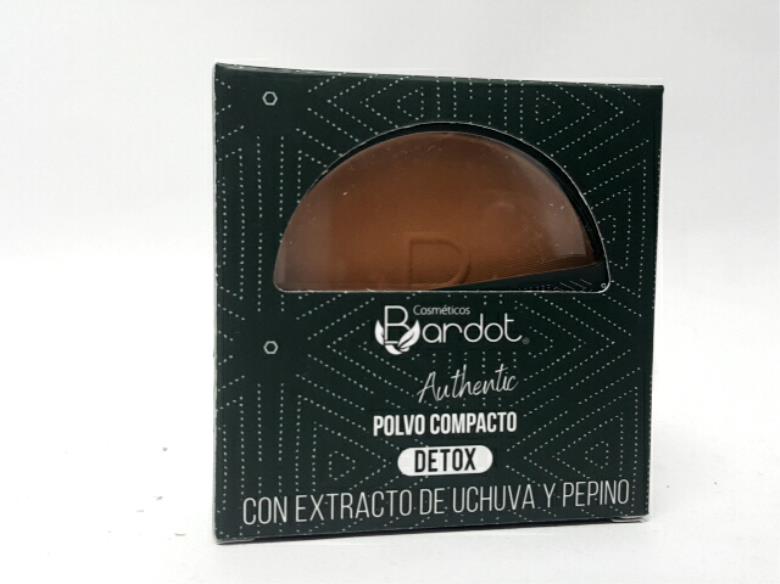 B
Cosméticos
Bardot®
Authentic
POLVO COMPACTO
DETOX
CON EXTRACTO DE UCHUVA Y PEPINO